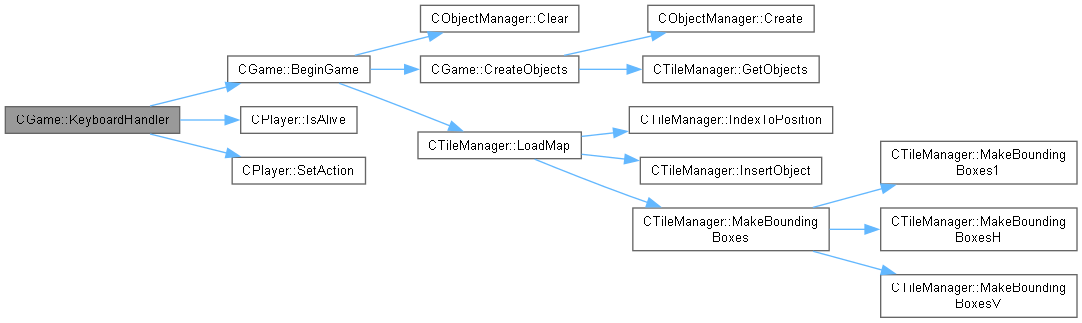 CObjectManager::Clear
CObjectManager::Create
CGame::BeginGame
CGame::CreateObjects
CTileManager::GetObjects
CGame::KeyboardHandler
CPlayer::IsAlive
CTileManager::IndexToPosition
CTileManager::LoadMap
CPlayer::SetAction
CTileManager::InsertObject
CTileManager::MakeBounding
Boxes1
CTileManager::MakeBounding
Boxes
CTileManager::MakeBounding
BoxesH
CTileManager::MakeBounding
BoxesV